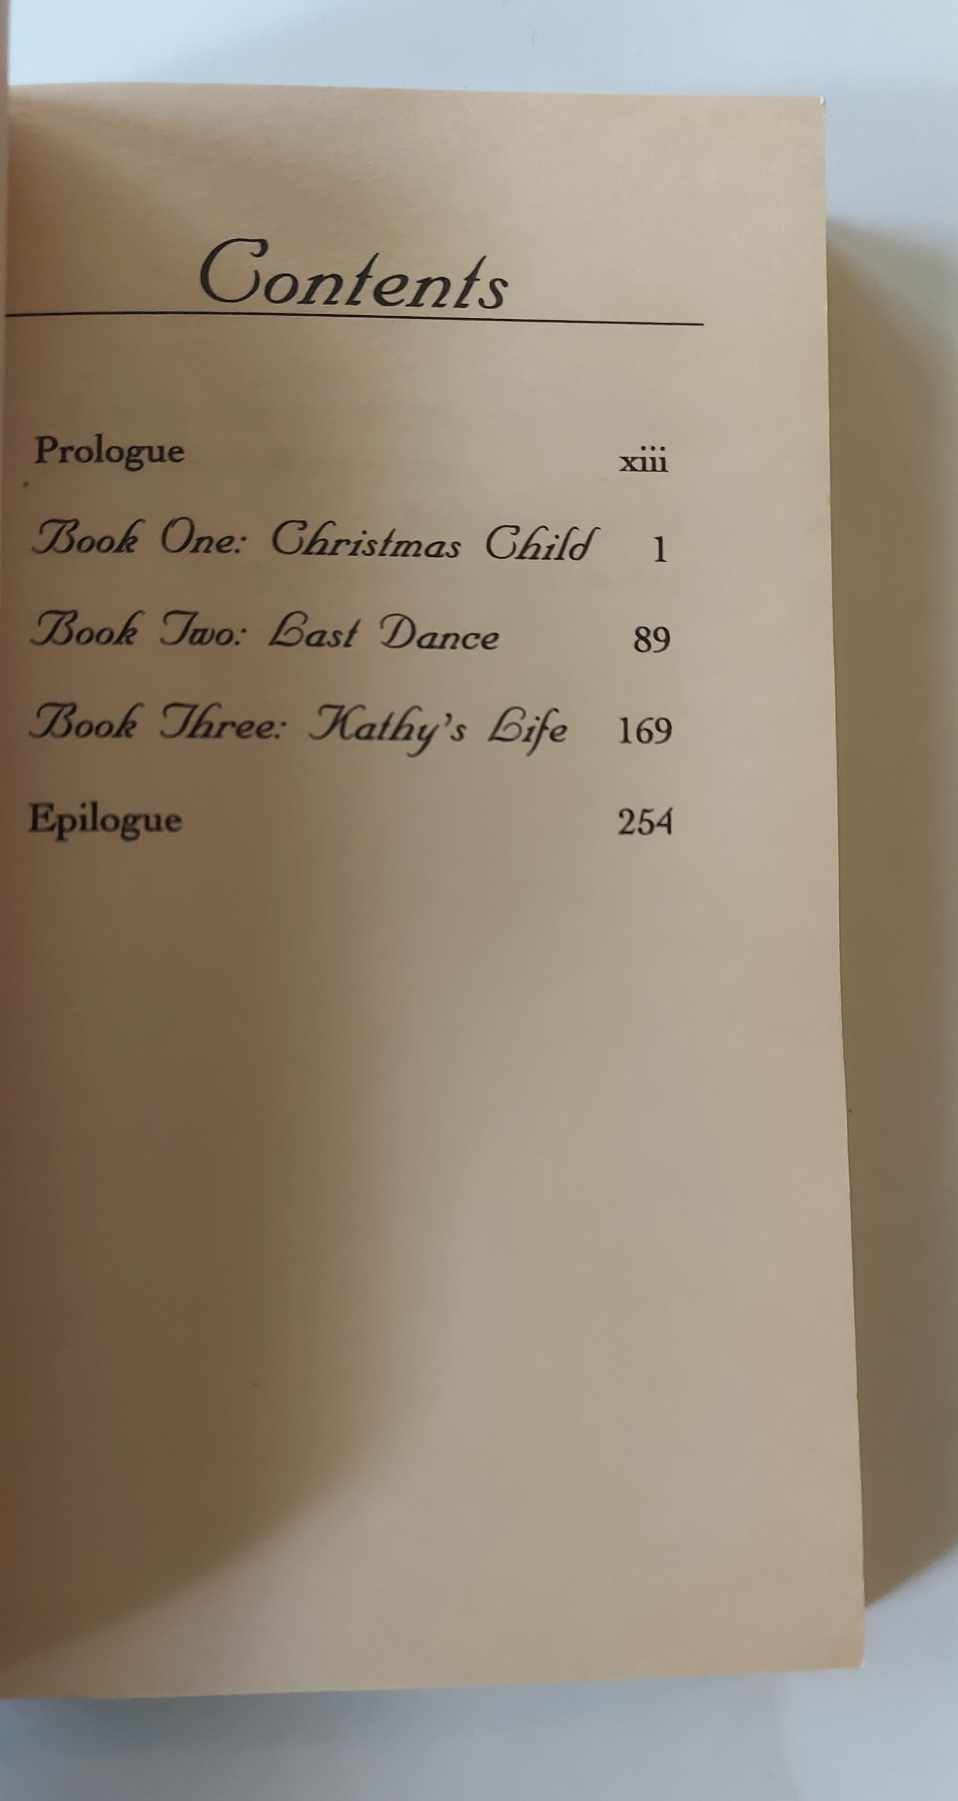 Contents
Prologue xiii
Book One: Christmas Child 1
Book Two: Last Dance 89
Book Three: Kathy's Life 169
Epilogue 254